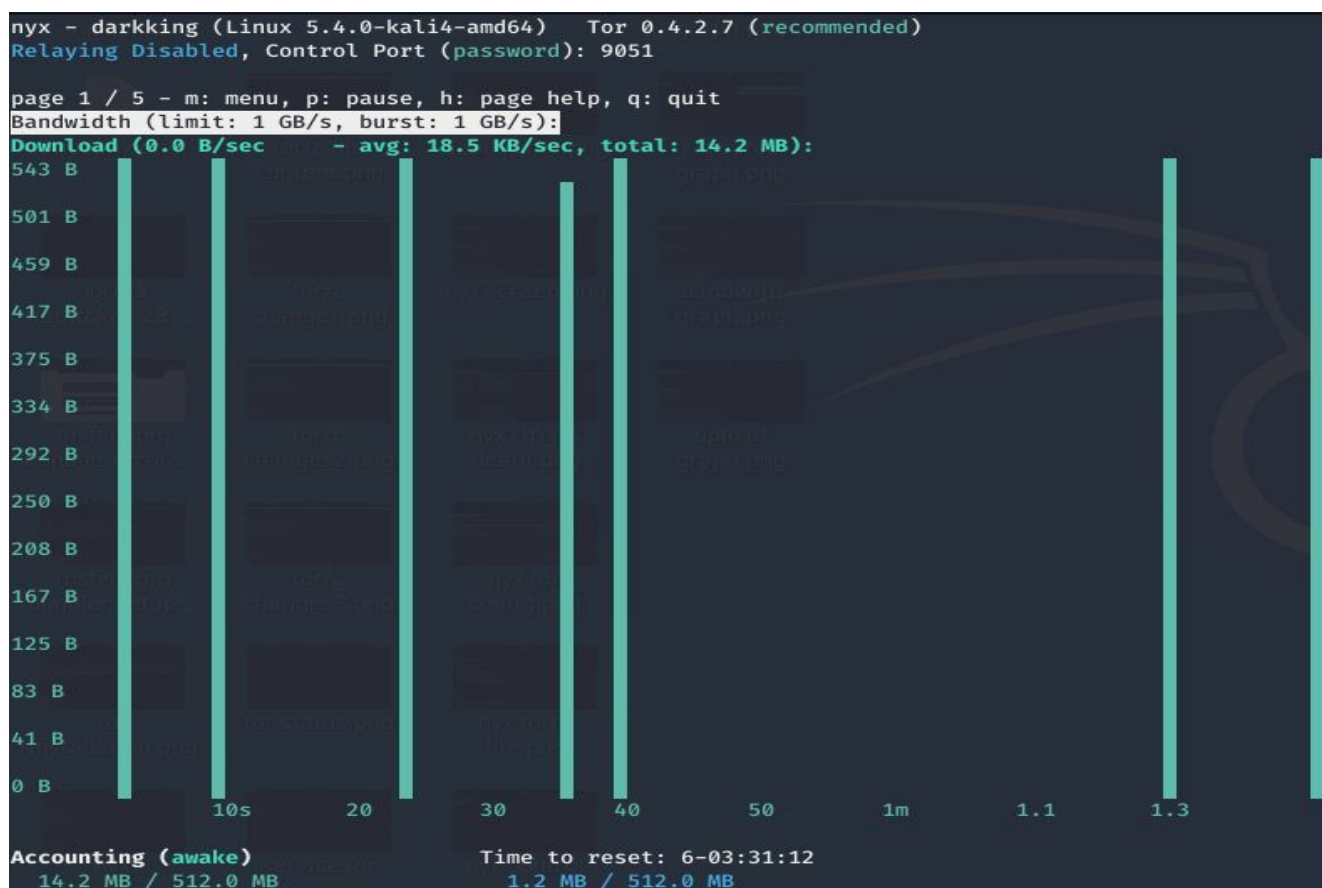 nyx - darkking (Linux 5.4.0-kali4-amd64)   Tor 0.4.2.7 (recommended)
Relaying Disabled, Control Port (password): 9051
page 1 / 5 - m: menu, p: pause, h: page help, q: quit
Bandwidth (limit: 1 GB/s, burst: 1 GB/s):
Download (0.0 B/sec     - avg: 18.5 KB/sec, total: 14.2 MB):
543 B
501 B
459 B
417 B
375 B
334 B
292 B
250 B
208 B
167 B
125 B
83 B
41 B
0 B
10s 20 30 40 50 1m 1.1 1.3
Accounting (awake) Time to reset: 6-03:31:12
14.2 MB / 512.0 MB 1.2 MB / 512.0 MB